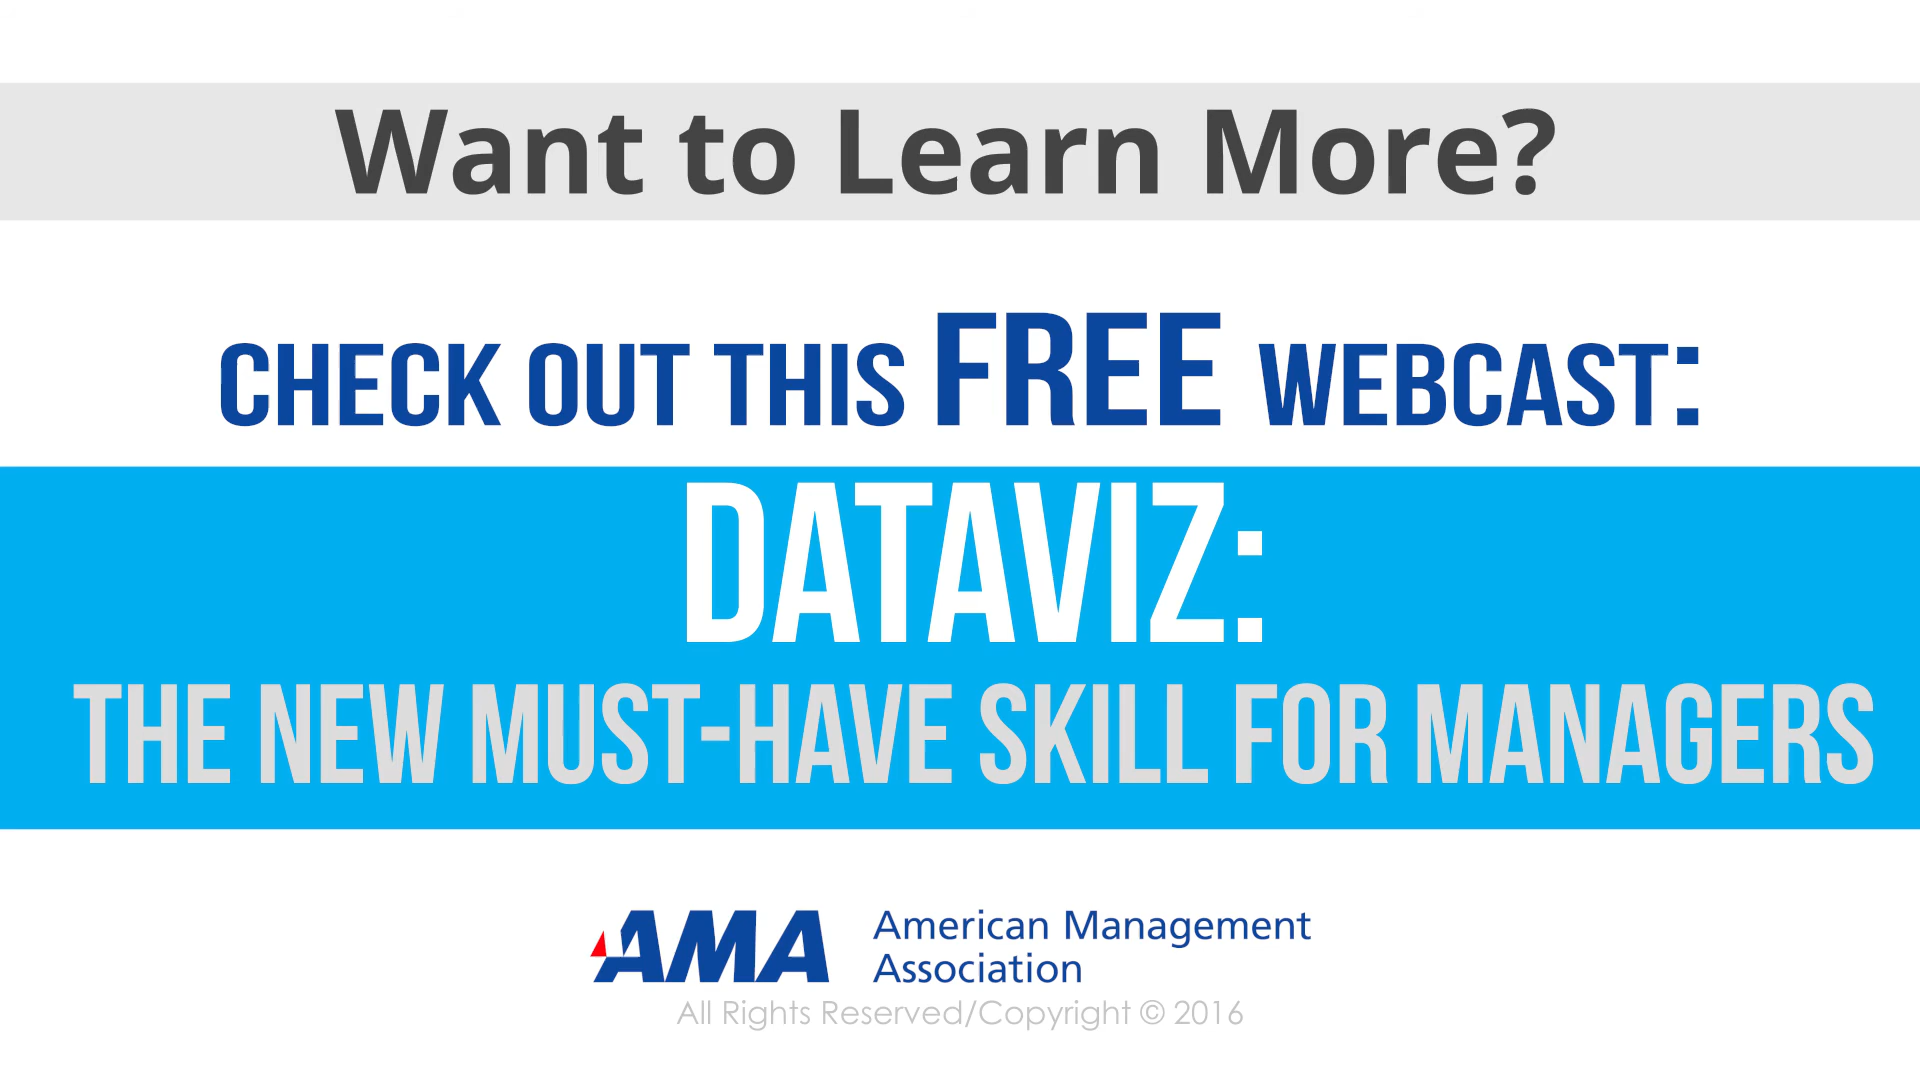 Want to Learn More?
CHECK OUT THIS FREE WEBCAST:
DATAVIZ:
THE NEW MUST-HAVE SKILL FOR MANAGERS
AMA American Management
Association
All Rights Reserved/Copyright © 2016